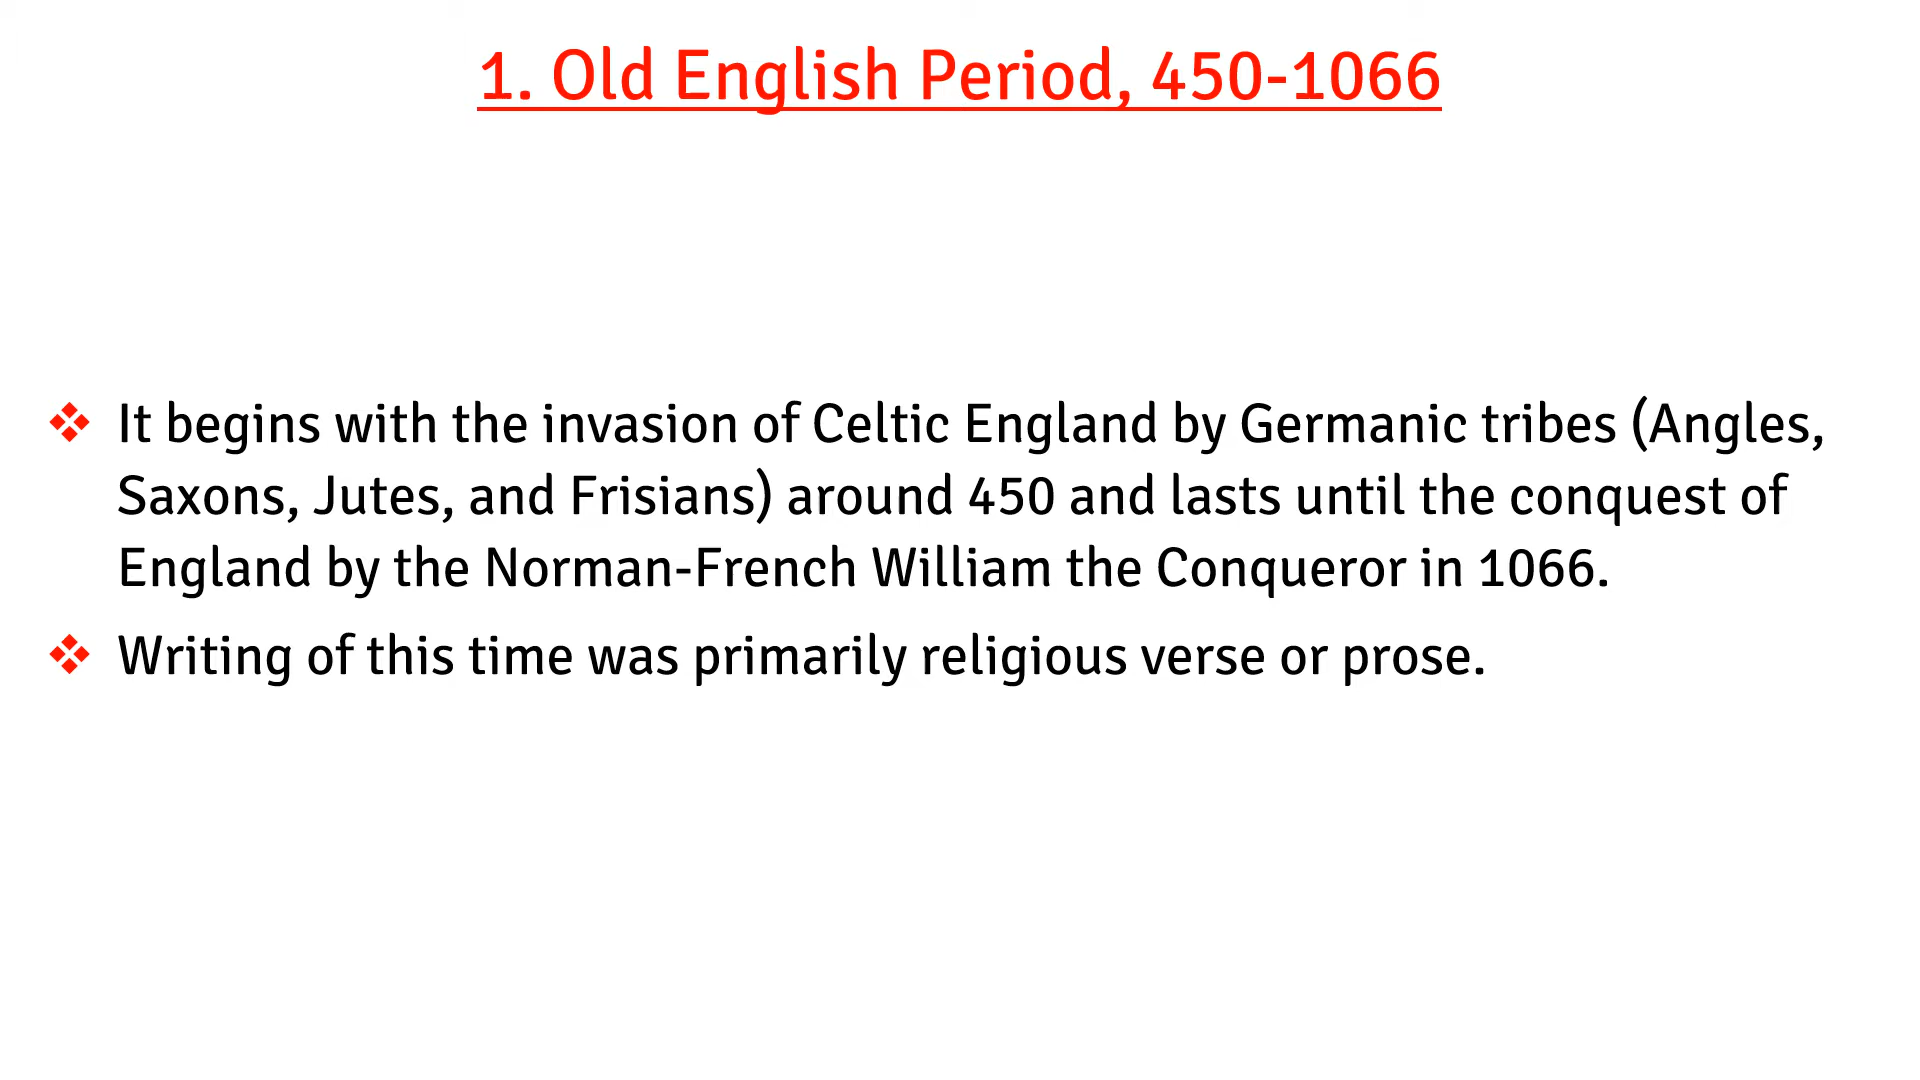 1. Old English Period, 450-1066
❖ It begins with the invasion of Celtic England by Germanic tribes (Angles,
Saxons, Jutes, and Frisians) around 450 and lasts until the conquest of
England by the Norman-French William the Conqueror in 1066.
❖ Writing of this time was primarily religious verse or prose.